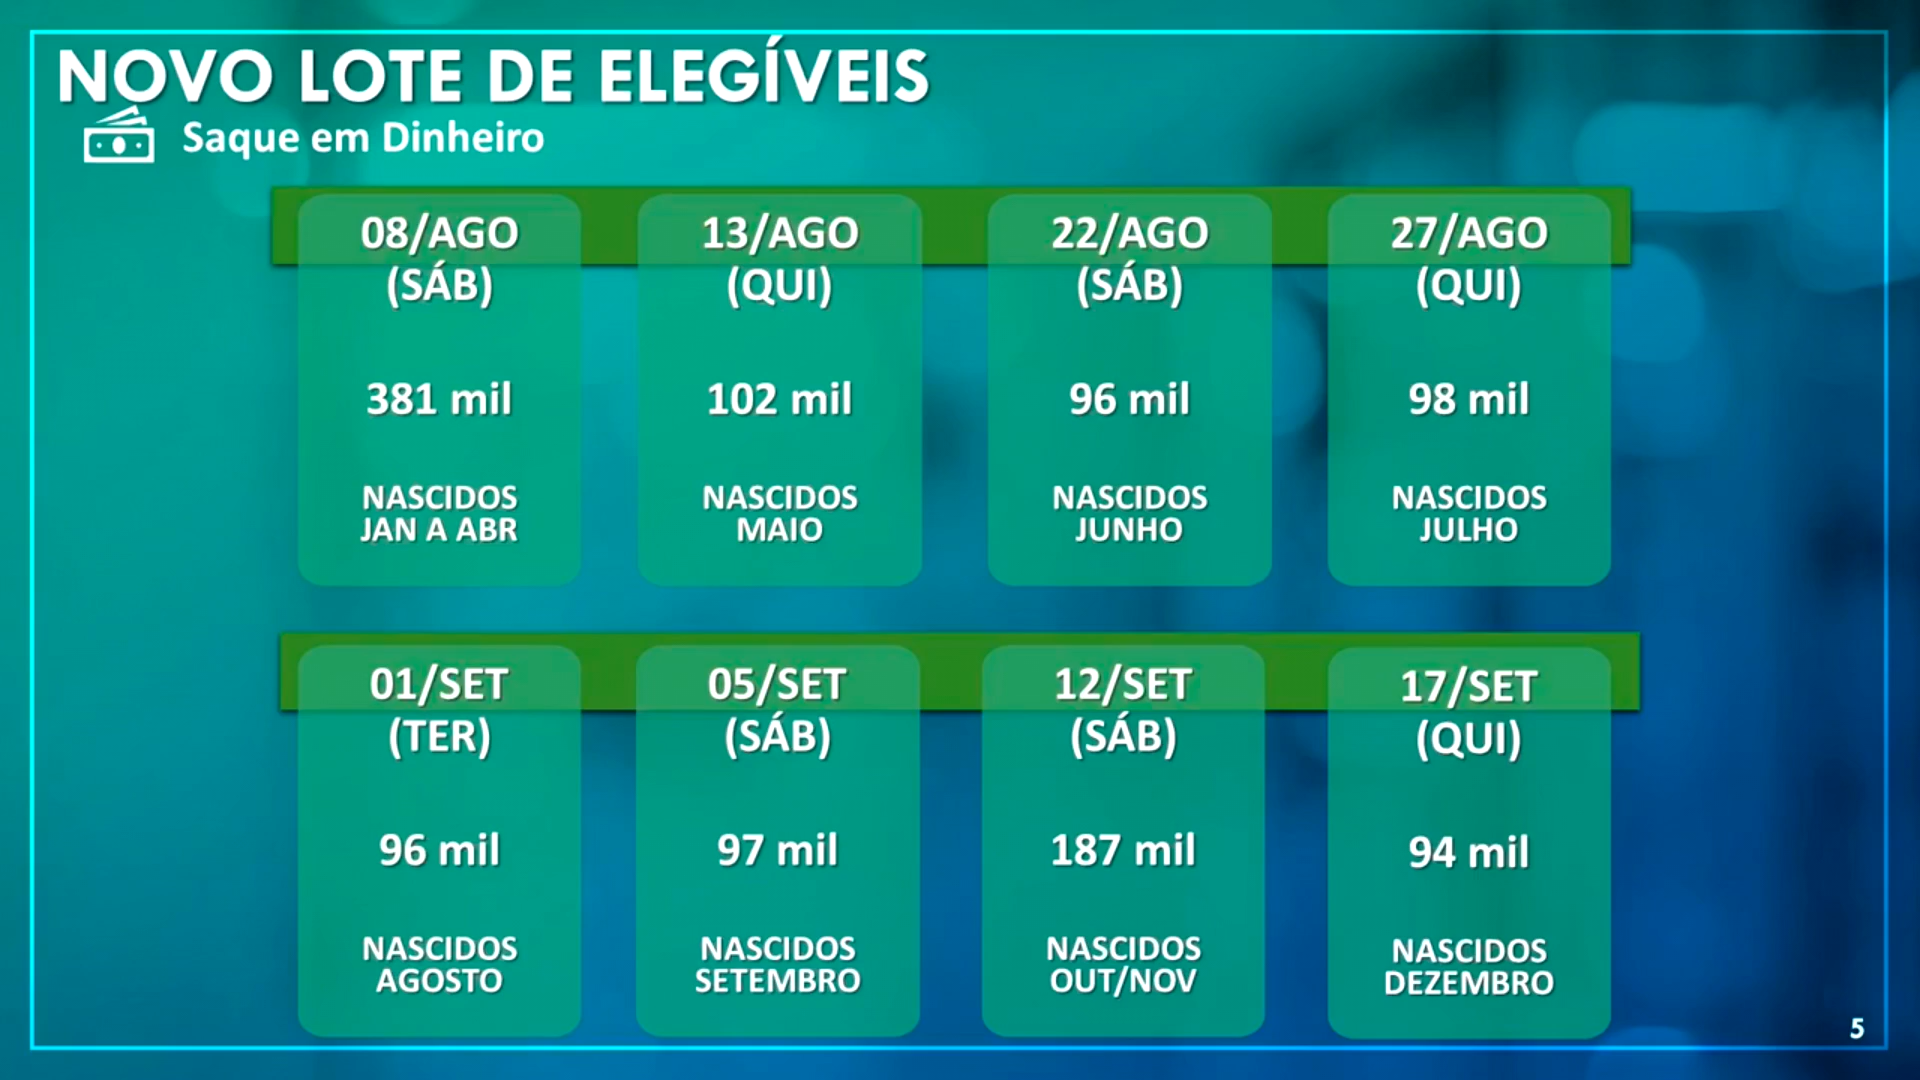 NOVO LOTE DE ELEGÍVEIS
Saque em Dinheiro
08/AGO
(SÁB)
381 mil
NASCIDOS
JAN A ABR
13/AGO
(QUI)
102 mil
NASCIDOS
MAIO
22/AGO
(SÁB)
96 mil
NASCIDOS
JUNHO
27/AGO
(QUI)
98 mil
NASCIDOS
JULHO
01/SET
(TER)
96 mil
NASCIDOS
AGOSTO
05/SET
(SÁB)
97 mil
NASCIDOS
SETEMBRO
12/SET
(SÁB)
187 mil
NASCIDOS
OUT/NOV
17/SET
(QUI)
94 mil
NASCIDOS
DEZEMBRO
5